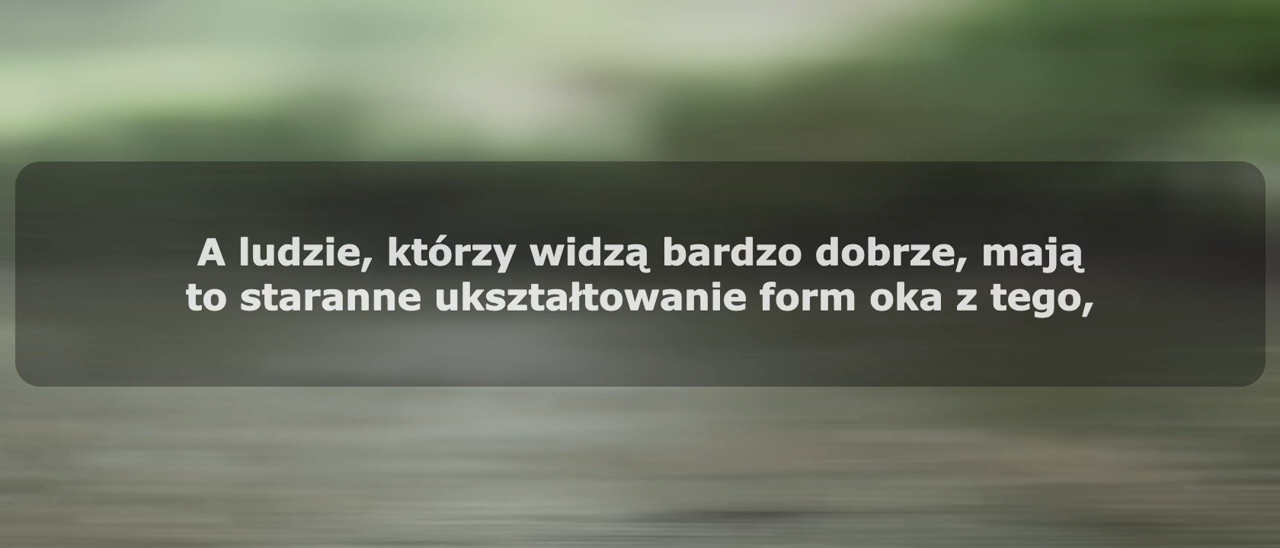 A ludzie, którzy widzą bardzo dobrze, mają
to staranne ukształtowanie form oka z tego,